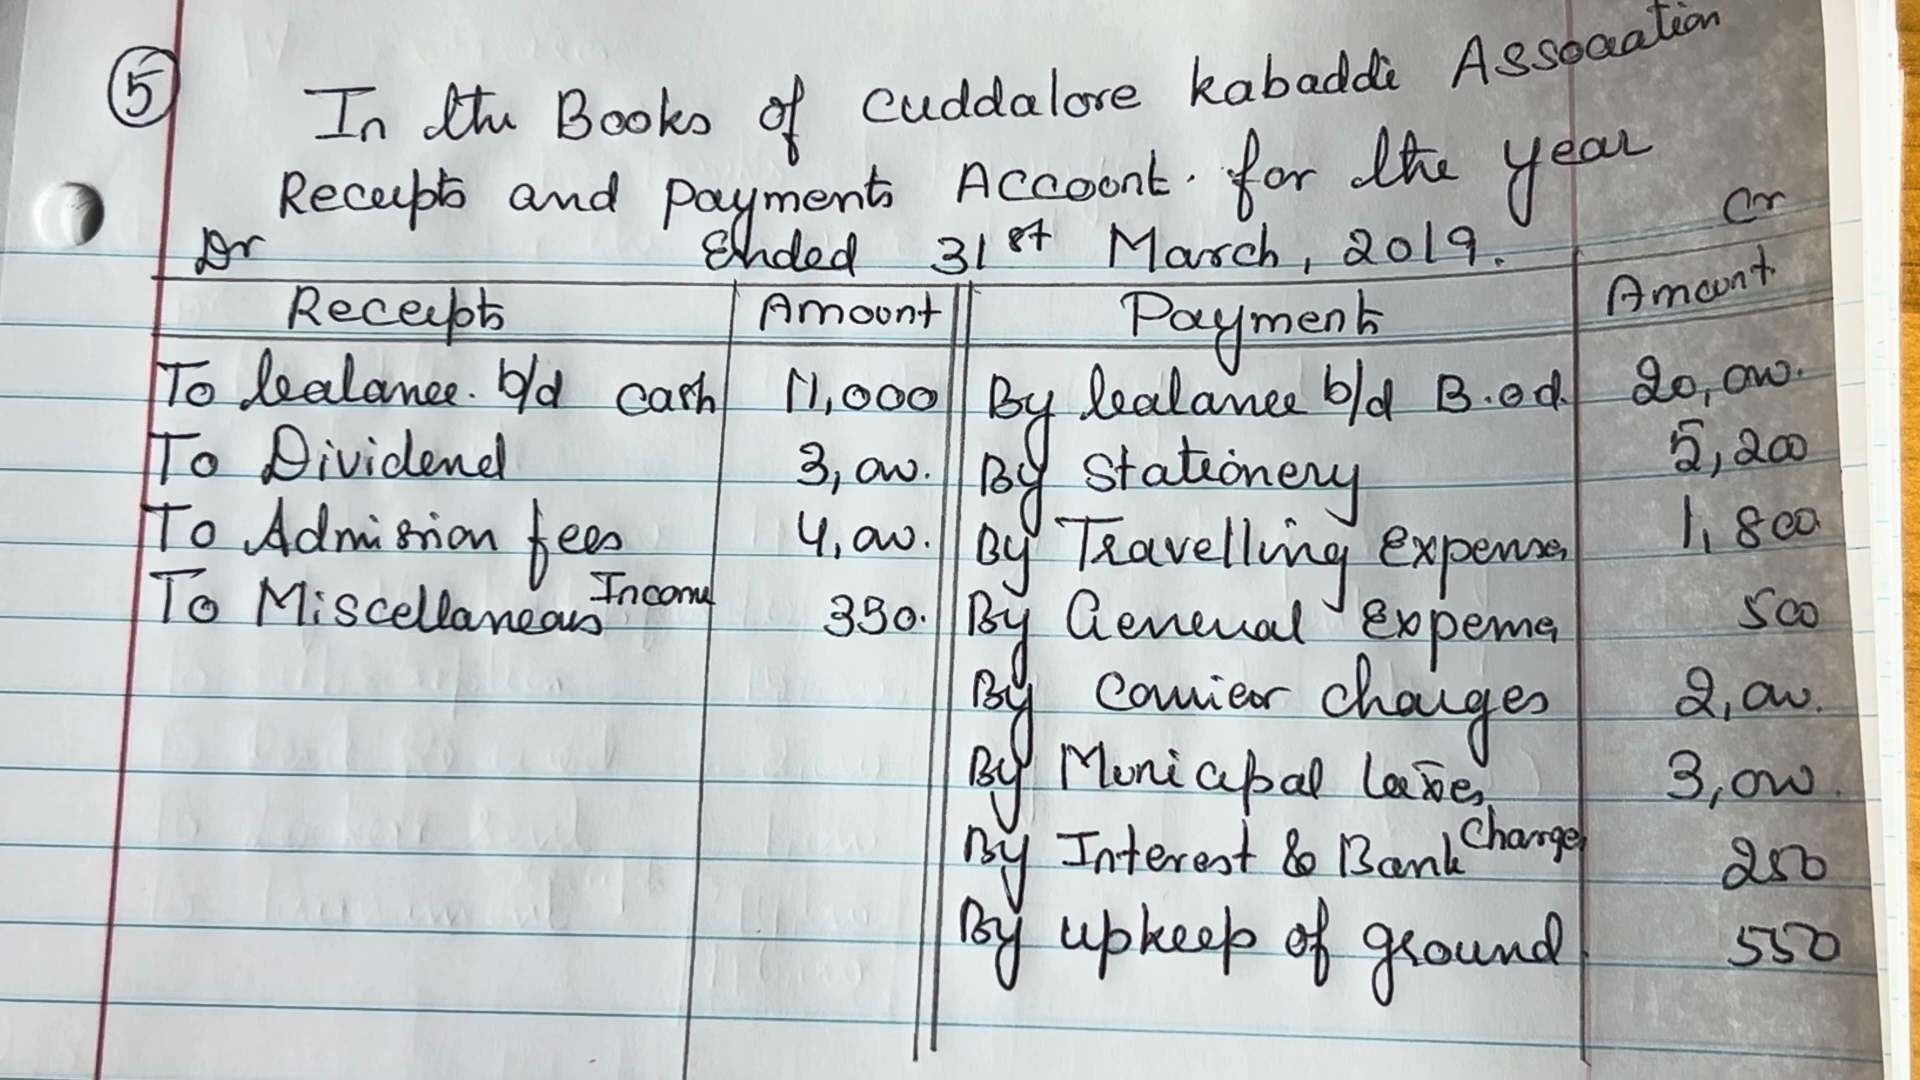 5
In the Books of Cuddalore kabaddi Association
Receipts and payments Account. for the year
Dr Ended 31st March, 2019. Cr
Receipts Amount Payments Amount
To balance. b/d cash 11,000 By balance b/d B.od. 20,000.
To Dividend 3,000. By Stationery 5,200
To Admission fees 4,000. By Travelling Expenses 1,800
To Miscellaneous Income 350. By General Expenses 500
By Courier charges 2,000.
By Municipal taxes 3,000.
By Interest & Bank Charges 250
By upkeep of ground 550